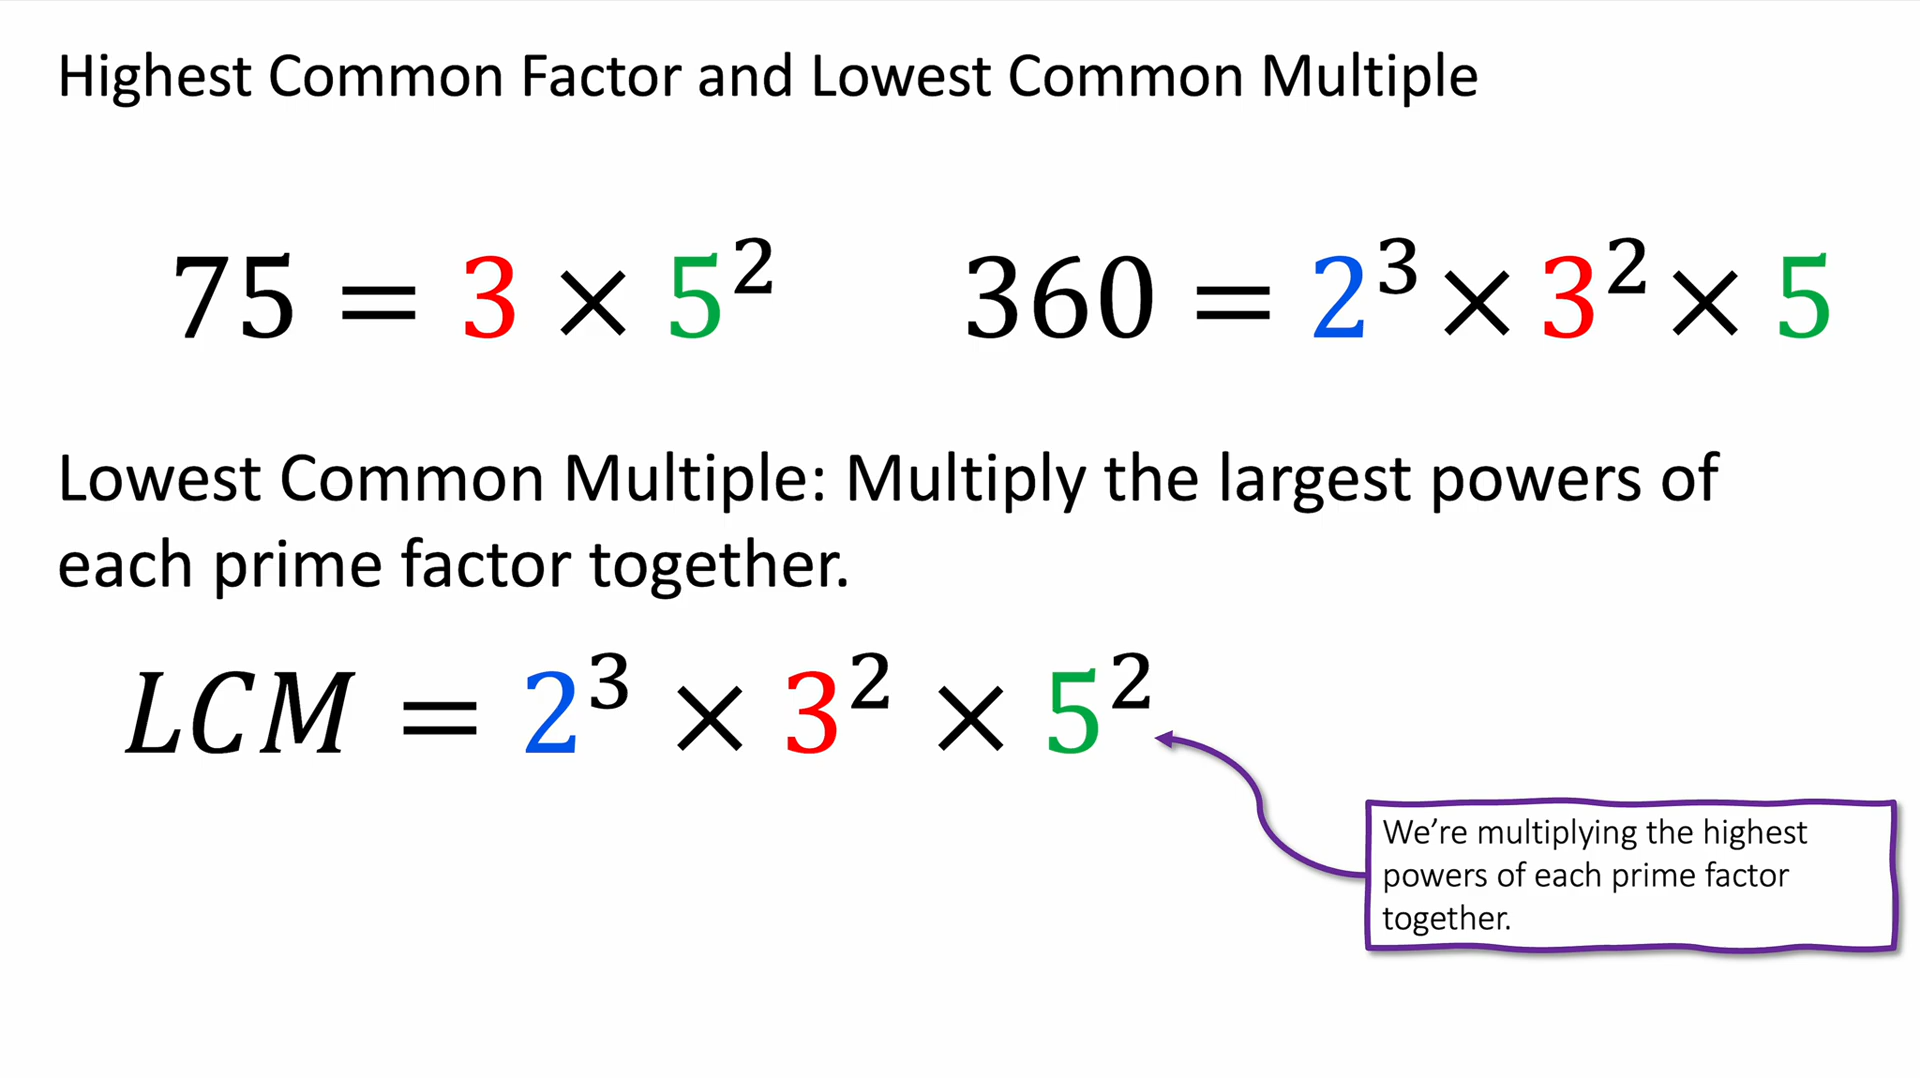 Highest Common Factor and Lowest Common Multiple
75 = 3 × 5² 360 = 2³ × 3² × 5
Lowest Common Multiple: Multiply the largest powers of
each prime factor together.
LCM = 2³ × 3² × 5²
We’re multiplying the highest
powers of each prime factor
together.